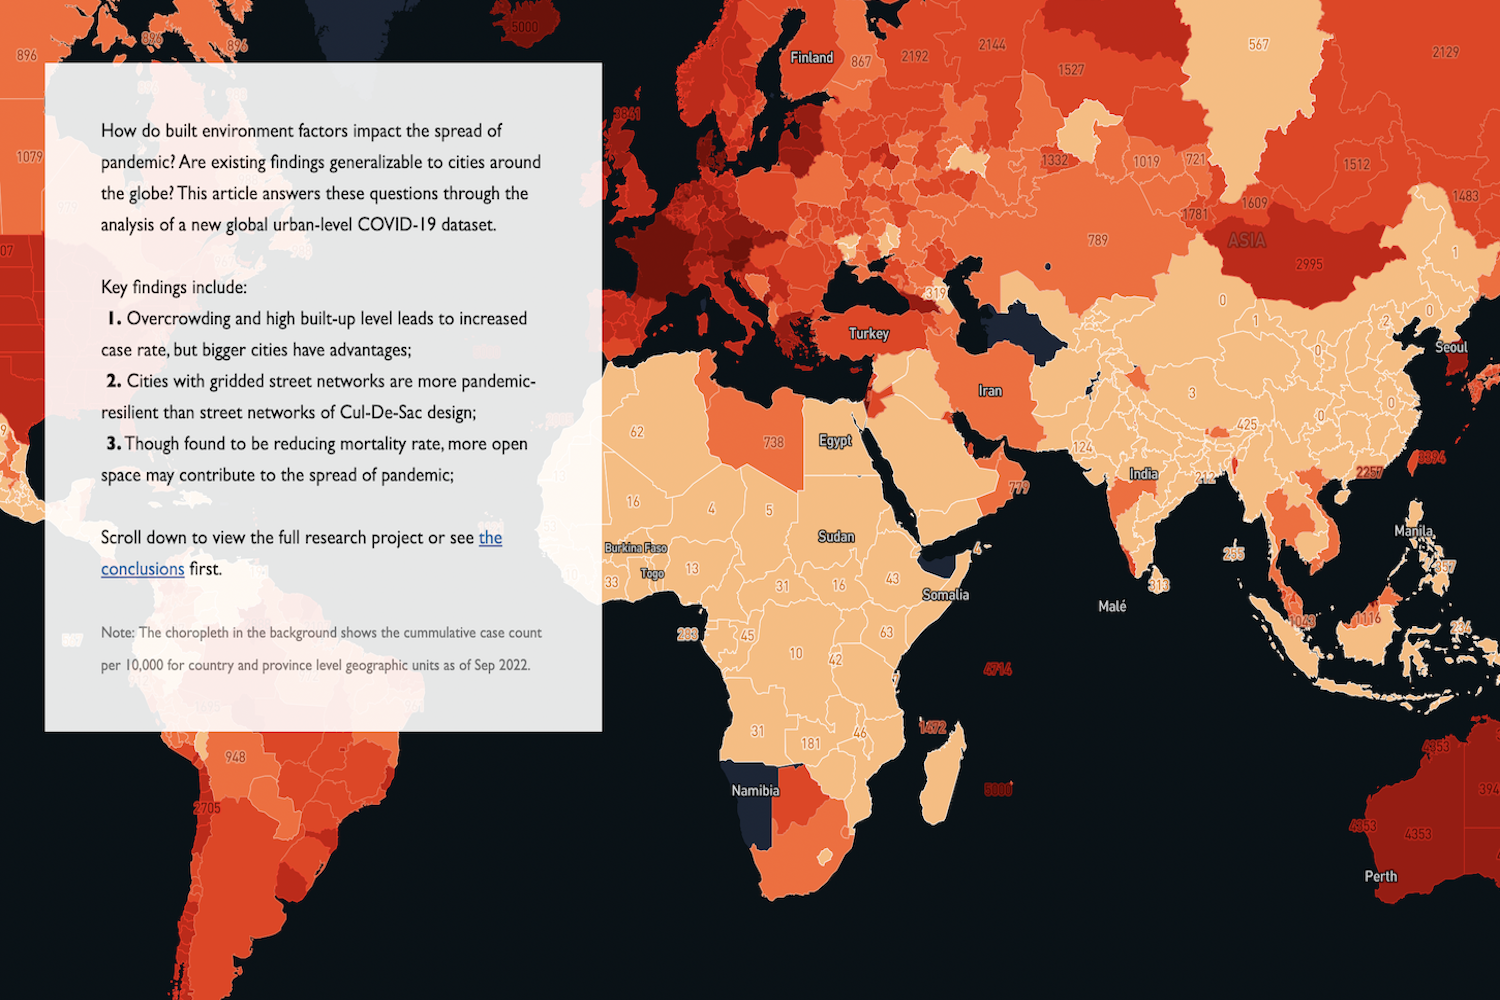 How do built environment factors impact the spread of
pandemic? Are existing findings generalizable to cities around
the globe? This article answers these questions through the
analysis of a new global urban-level COVID-19 dataset.
Key findings include:
1. Overcrowding and high built-up level leads to increased
case rate, but bigger cities have advantages;
2. Cities with gridded street networks are more pandemic-
resilient than street networks of Cul-De-Sac design;
3. Though found to be reducing mortality rate, more open
space may contribute to the spread of pandemic;
Scroll down to view the full research project or see the
conclusions first.
Note: The choropleth in the background shows the cummulative case count
per 10,000 for country and province level geographic units as of Sep 2022.
896
896
896
5000
1079
07
948
2705
Finland
867
2192
2144
1527
567
2129
3861
1332
1019
721
1512
1483
1609
1781
ASIA
2995
789
1
319
0
1
2
0
0
Turkey
Seoul
Iran
3
0
0
425
62
738
Egypt
124
India
212
2257
3394
779
16
4
5
Sudan
Manila
Burkina Faso
Togo
13
33
31
16
43
4
Somalia
255
313
357
Malé
283
45
63
1043
1116
10
42
4714
31
181
46
1472
Namibia
5000
4353
394
4353
4353
Perth